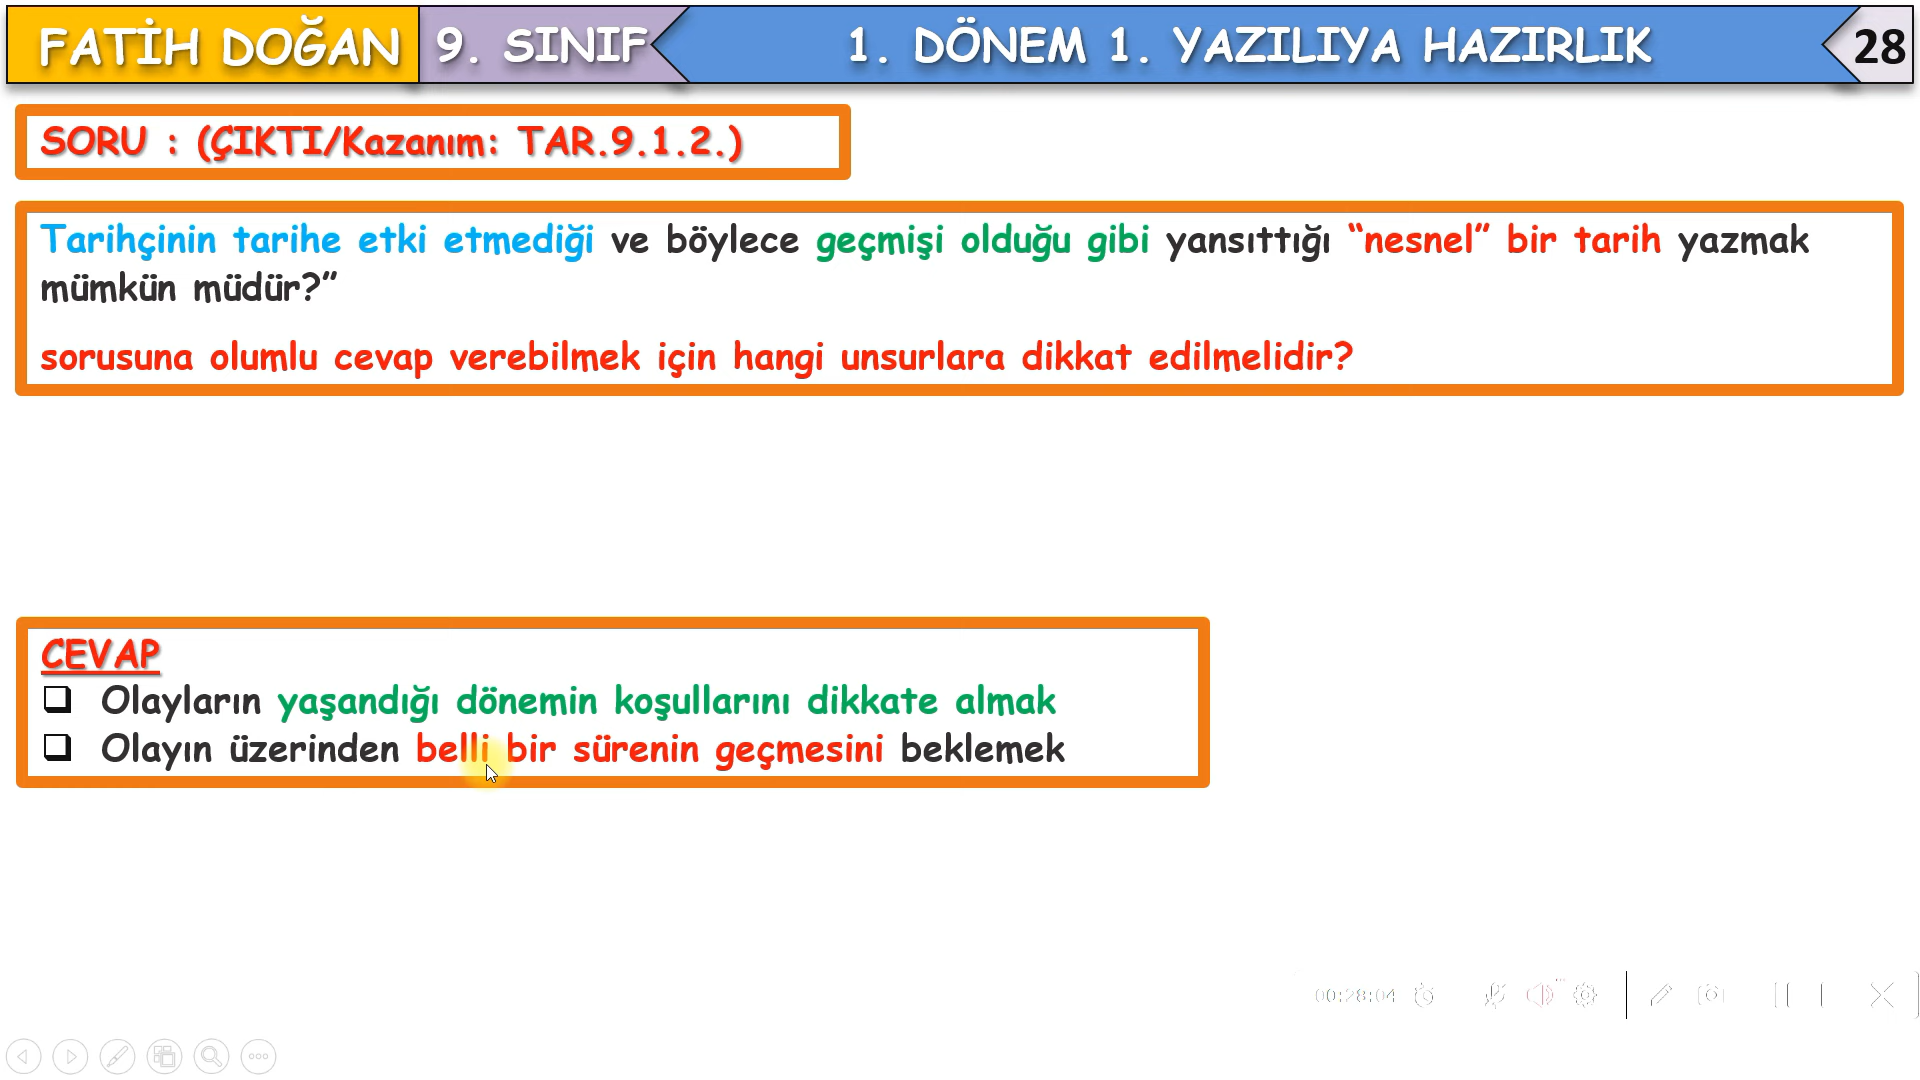 FATİH DOĞAN 9. SINIF 1. DÖNEM 1. YAZILIYA HAZIRLIK 28
SORU : (ÇIKTI/Kazanım: TAR.9.1.2.)
Tarihçinin tarihe etki etmediği ve böylece geçmişi olduğu gibi yansıttığı “nesnel” bir tarih yazmak
mümkün müdür?”
sorusuna olumlu cevap verebilmek için hangi unsurlara dikkat edilmelidir?
CEVAP
❑ Olayların yaşandığı dönemin koşullarını dikkate almak
❑ Olayın üzerinden belli bir sürenin geçmesini beklemek
00:28:04